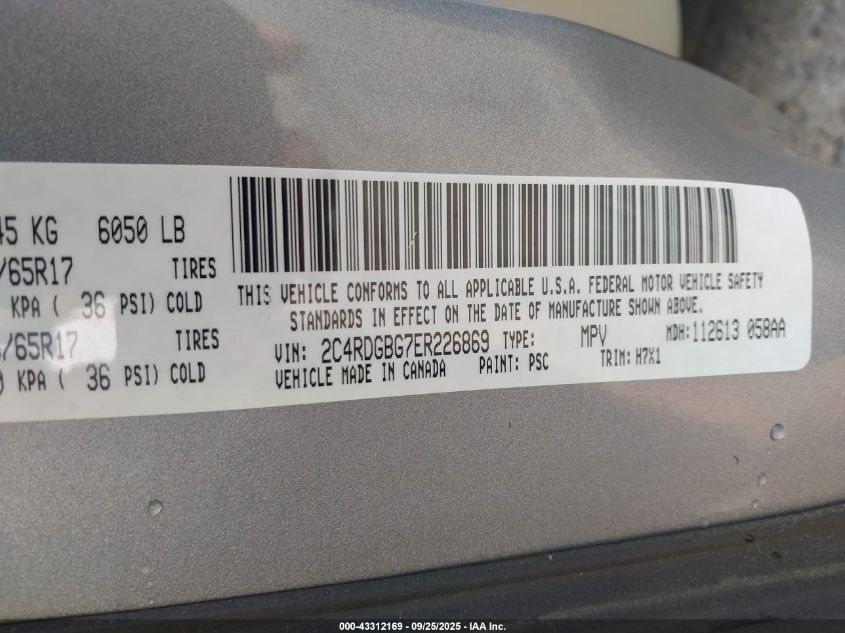 45 KG 6050 LB
/65R17 TIRES
KPA ( 36 PSI) COLD
/65R17 TIRES
0 KPA ( 36 PSI) COLD
THIS VEHICLE CONFORMS TO ALL APPLICABLE U.S.A. FEDERAL MOTOR VEHICLE SAFETY
STANDARDS IN EFFECT ON THE DATE OF MANUFACTURE SHOWN ABOVE.
VIN: 2C4RDGBG7ER226869 TYPE: MPV MDH: 112613 058AA
VEHICLE MADE IN CANADA PAINT: PSC TRIM: H7X1
000-43312169 - 09/25/2025 - IAA Inc.